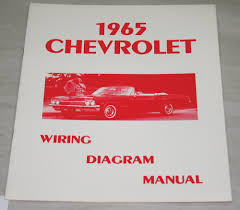 1965
CHEVROLET
WIRING
DIAGRAM
MANUAL